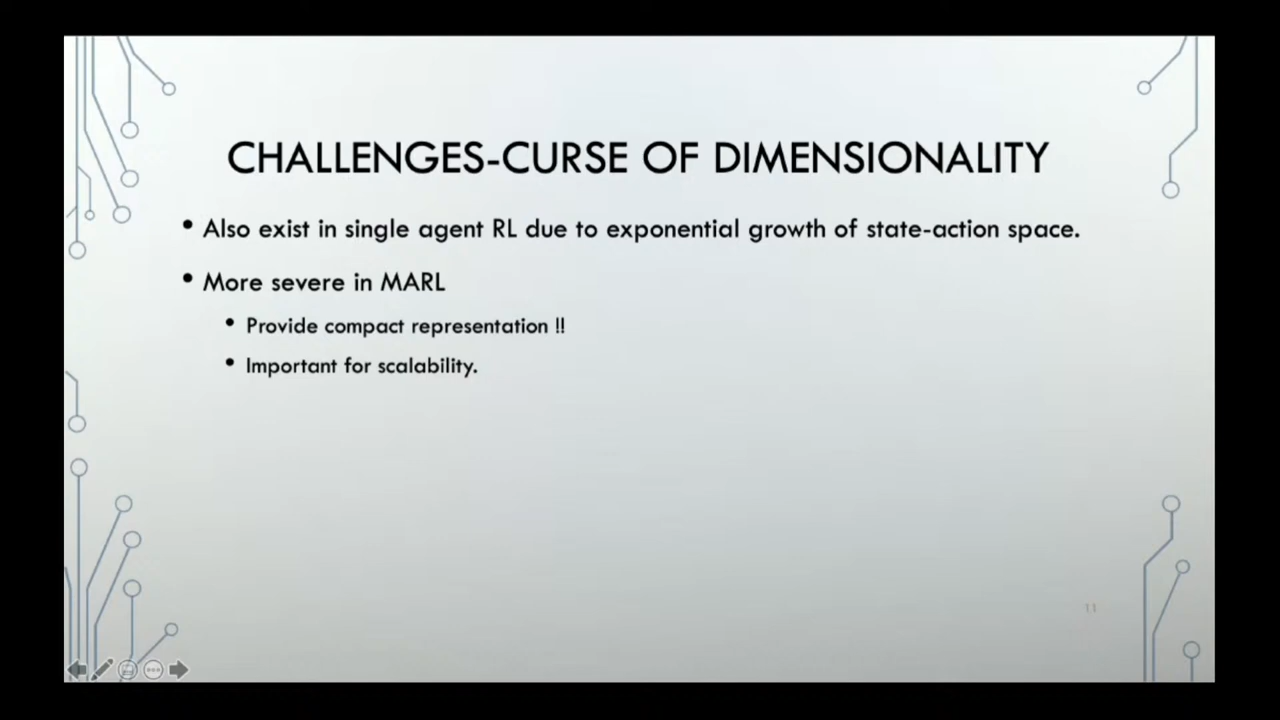 CHALLENGES-CURSE OF DIMENSIONALITY
• Also exist in single agent RL due to exponential growth of state-action space.
• More severe in MARL
• Provide compact representation !!
• Important for scalability.
11